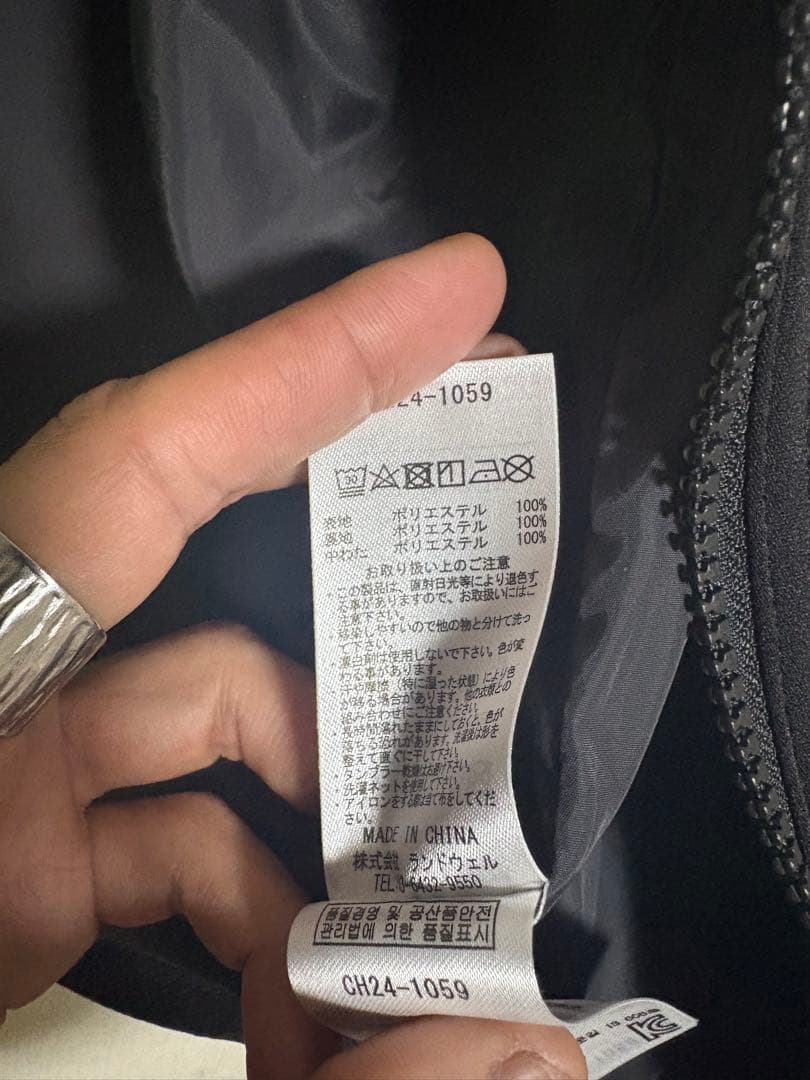 24-1059
30
表地 ポリエステル 100%
裏地 ポリエステル 100%
中わた ポリエステル 100%
お取り扱い上のご注意
・この製品は、直射日光等により退色す
る事がありますので、お取扱いにはご
注意下さい。
・移染しやすいので他の物と分けて洗っ
て下さい。
・漂白剤は使用しないで下さい。色が変
わる事があります。
・汗や摩擦（特に湿った状態）により色
が移る場合があります。他の衣類との
組み合わせにご注意ください。
・長時間濡れたままにしておくと、色が
落ちる恐れがあります。洗濯後は形を
整えて直ぐに干して下さい。
・タンブラー乾燥はお避け下さい。
・洗濯ネットを使用して下さい。
・アイロンをする際は当て布をしてくだ
さい。
MADE IN CHINA
株式会社 ランドウェル
TEL 6432-9550
품질경영 및 공산품안전
관리법에 의한 품질표시
CH24-1059